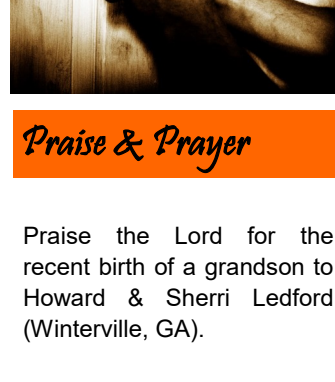 Praise & Prayer
Praise the Lord for the
recent birth of a grandson to
Howard & Sherri Ledford
(Winterville, GA).